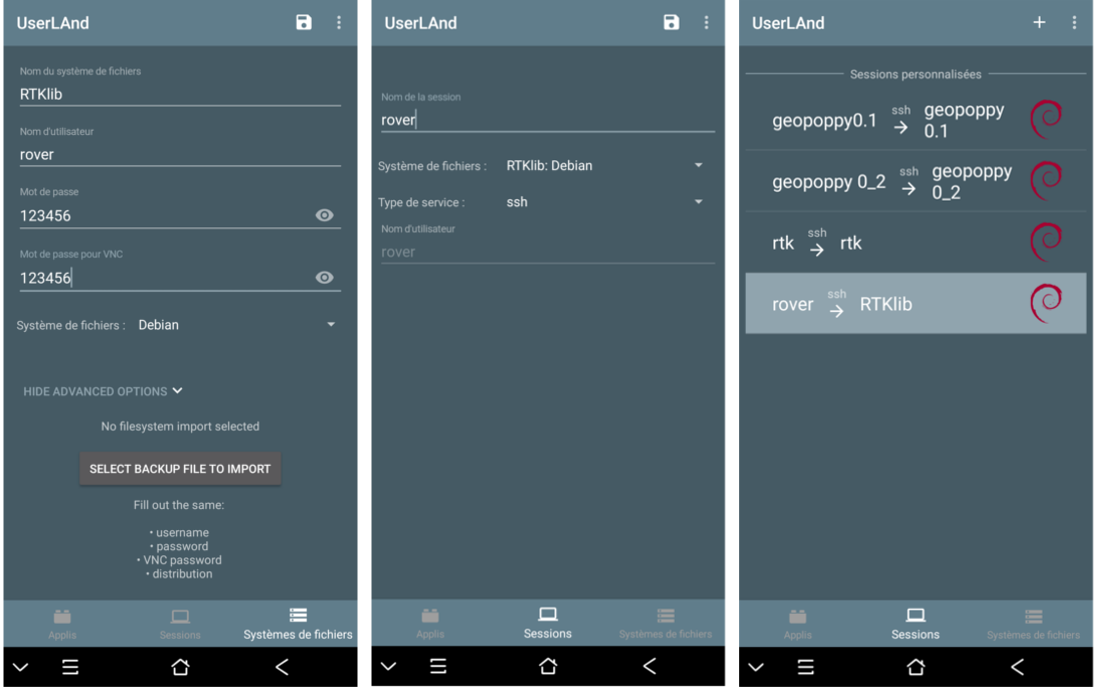 UserLAnd
Nom du système de fichiers
RTKlib
Nom d'utilisateur
rover
Mot de passe
123456
Mot de passe pour VNC
123456
Système de fichiers : Debian
HIDE ADVANCED OPTIONS
No filesystem import selected
SELECT BACKUP FILE TO IMPORT
Fill out the same:
• username
• password
• VNC password
• distribution
Applis Sessions Systèmes de fichiers
UserLAnd
Nom de la session
rover
Système de fichiers : RTKlib: Debian
Type de service : ssh
Nom d'utilisateur
rover
Applis Sessions Systèmes de fichiers
UserLAnd
Sessions personnalisées
geopoppy0.1 ssh → geopoppy
0.1
geopoppy 0_2 ssh → geopoppy
0_2
rtk ssh → rtk
rover ssh → RTKlib
Applis Sessions Systèmes de fichiers